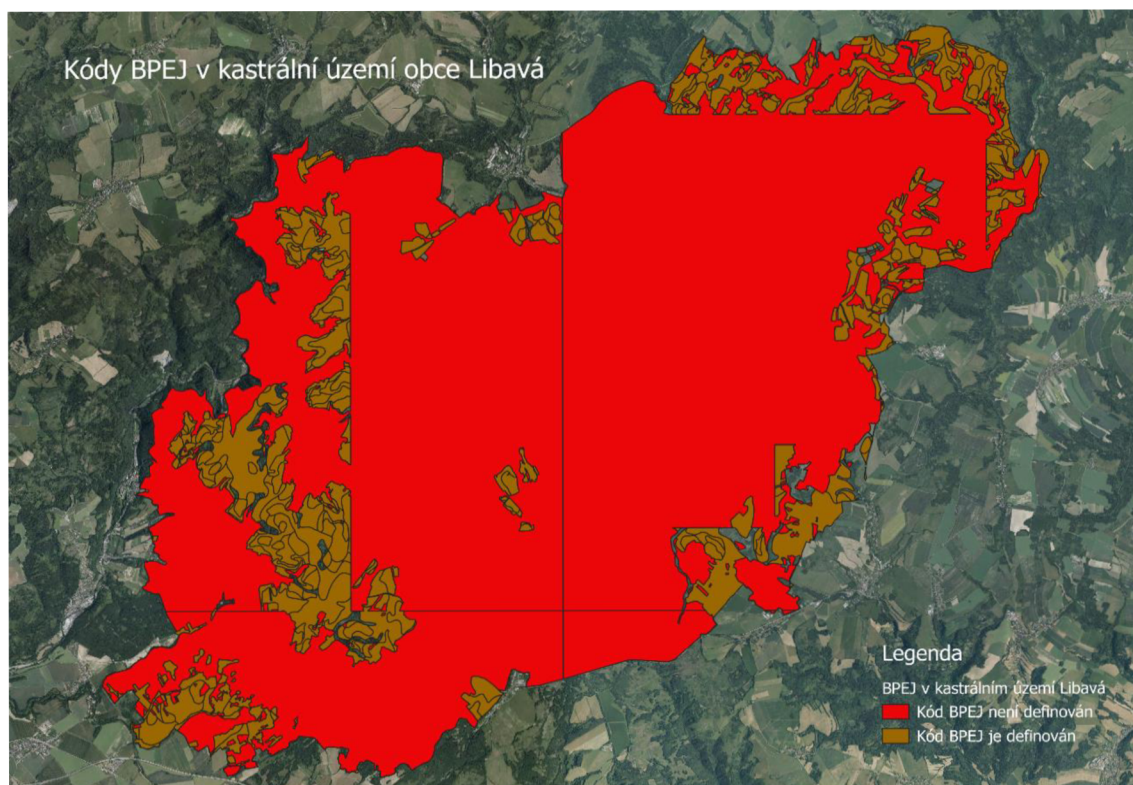 Kódy BPEJ v kastrální území obce Libavá
Legenda
BPEJ v kastrálním území Libavá
Kód BPEJ není definován
Kód BPEJ je definován